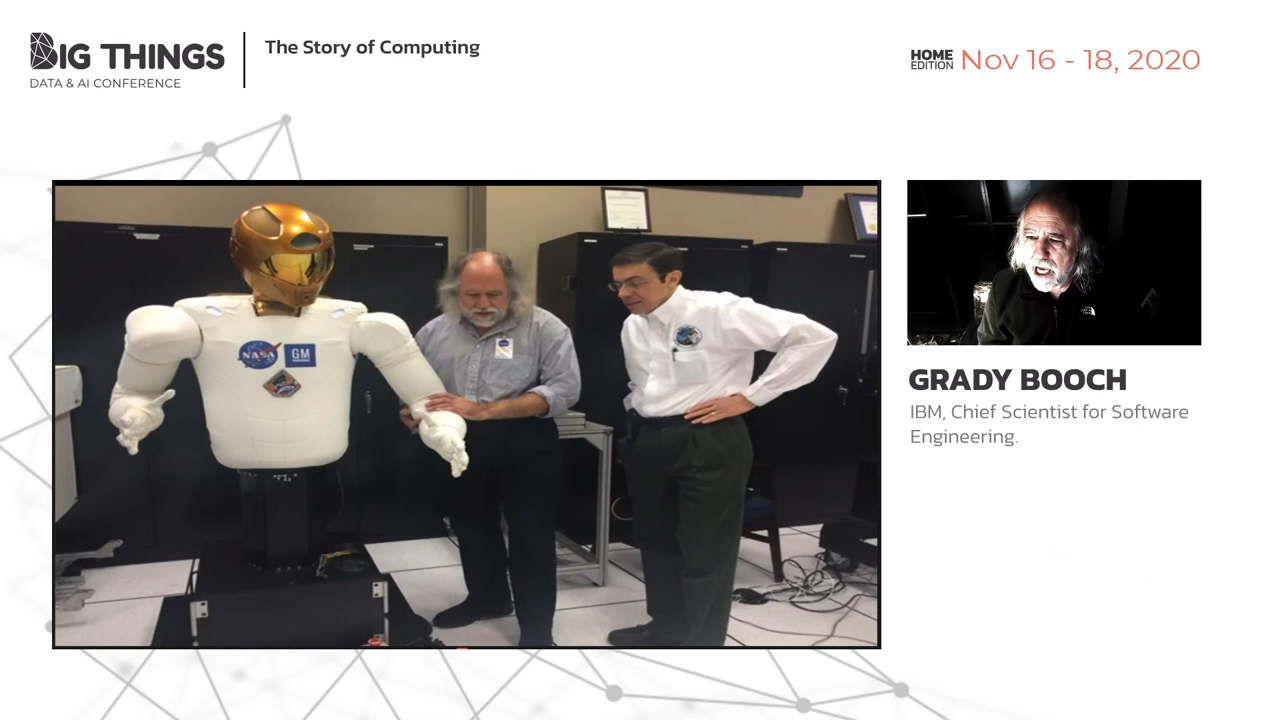 BIG THINGS
DATA & AI CONFERENCE
The Story of Computing
HOME
EDITION
Nov 16 - 18, 2020
NASA
GM
GRADY BOOCH
IBM, Chief Scientist for Software
Engineering.